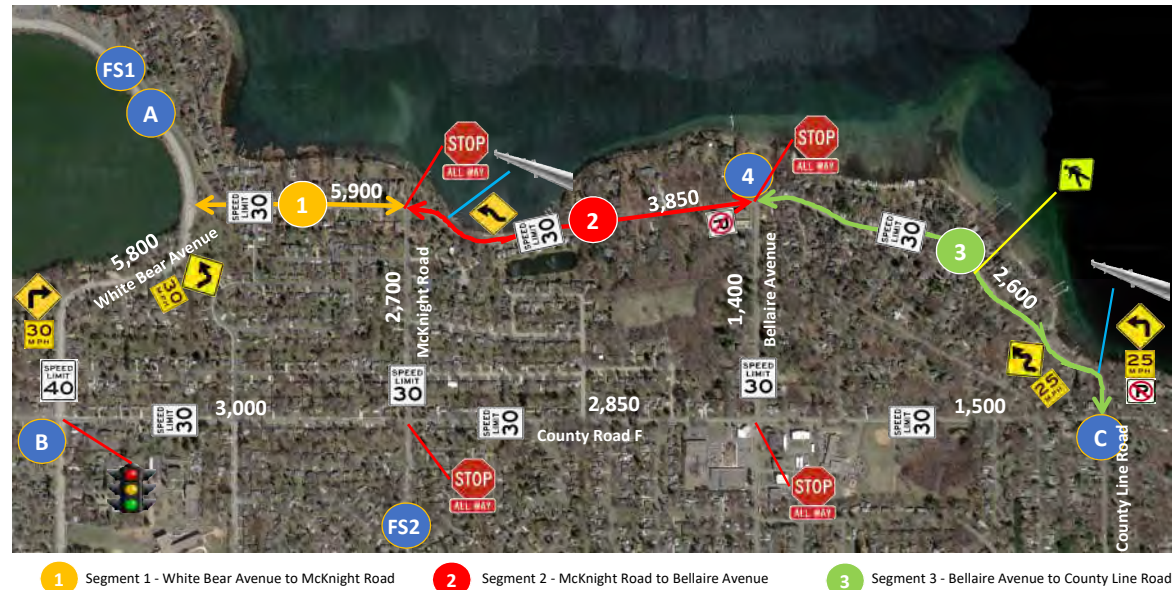 FS1
A
STOP
ALL WAY
STOP
ALL WAY
4
SPEED
LIMIT
30
1
5,900
SPEED
LIMIT
30
2
3,850
P
SPEED
LIMIT
30
3
2,600
5,800
White Bear Avenue
30
MPH
30
MPH
2,700
McKnight Road
1,400
Bellaire Avenue
25
MPH
25
MPH
P
SPEED
LIMIT
40
SPEED
LIMIT
30
SPEED
LIMIT
30
B
SPEED
LIMIT
30
3,000
SPEED
LIMIT
30
2,850
County Road F
SPEED
LIMIT
30
1,500
C
County Line Road
STOP
ALL WAY
STOP
ALL WAY
FS2
1 Segment 1 - White Bear Avenue to McKnight Road
2 Segment 2 - McKnight Road to Bellaire Avenue
3 Segment 3 - Bellaire Avenue to County Line Road